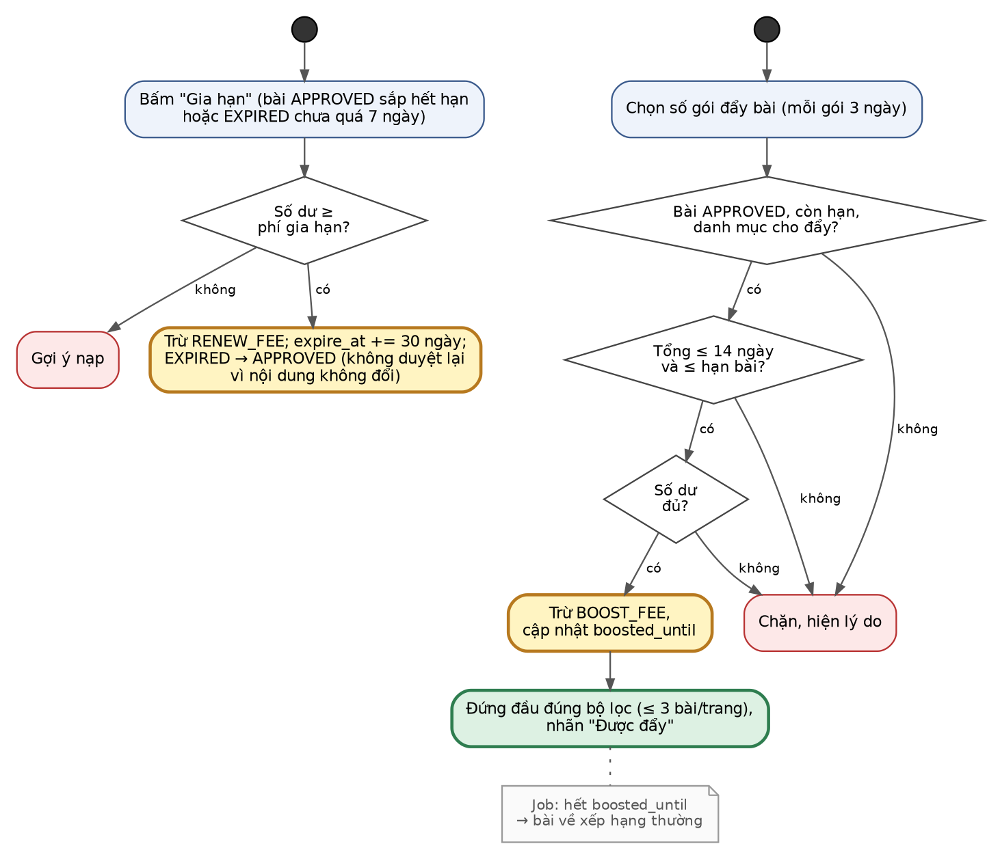 Bấm "Gia hạn" (bài APPROVED sắp hết hạn
hoặc EXPIRED chưa quá 7 ngày)
Số dư ≥
phí gia hạn?
không
có
Gợi ý nạp
Trừ RENEW_FEE; expire_at += 30 ngày;
EXPIRED → APPROVED (không duyệt lại
vì nội dung không đổi)
Chọn số gói đẩy bài (mỗi gói 3 ngày)
Bài APPROVED, còn hạn,
danh mục cho đẩy?
có
không
Tổng ≤ 14 ngày
và ≤ hạn bài?
có
không
Số dư
đủ?
có
không
Trừ BOOST_FEE,
cập nhật boosted_until
Chặn, hiện lý do
Đứng đầu đúng bộ lọc (≤ 3 bài/trang),
nhãn "Được đẩy"
Job: hết boosted_until
→ bài về xếp hạng thường